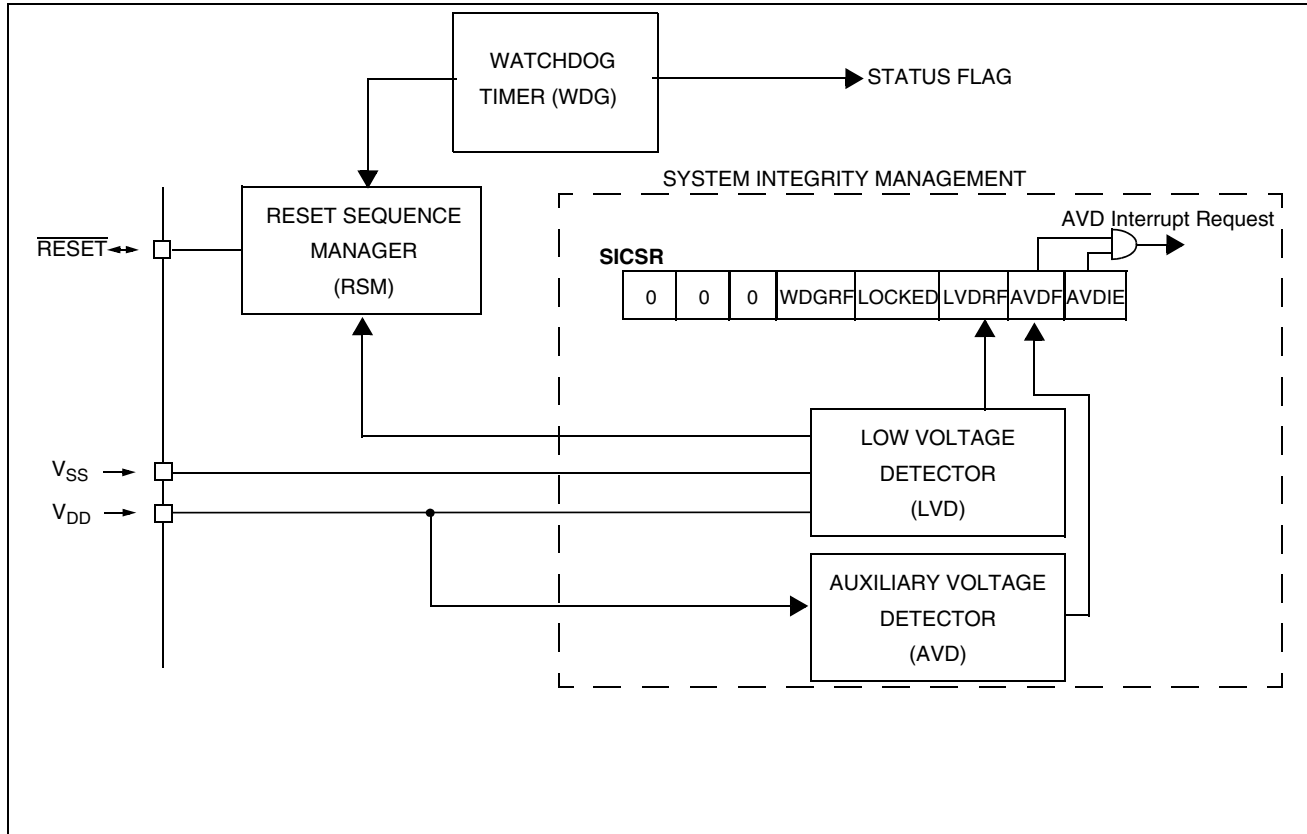 WATCHDOG
TIMER (WDG)
STATUS FLAG
SYSTEM INTEGRITY MANAGEMENT
RESET SEQUENCE
MANAGER
(RSM)
RESET
AVD Interrupt Request
SICSR
0 0 0 WDGRF LOCKED LVDRF AVDF AVDIE
LOW VOLTAGE
DETECTOR
(LVD)
VSS
VDD
AUXILIARY VOLTAGE
DETECTOR
(AVD)